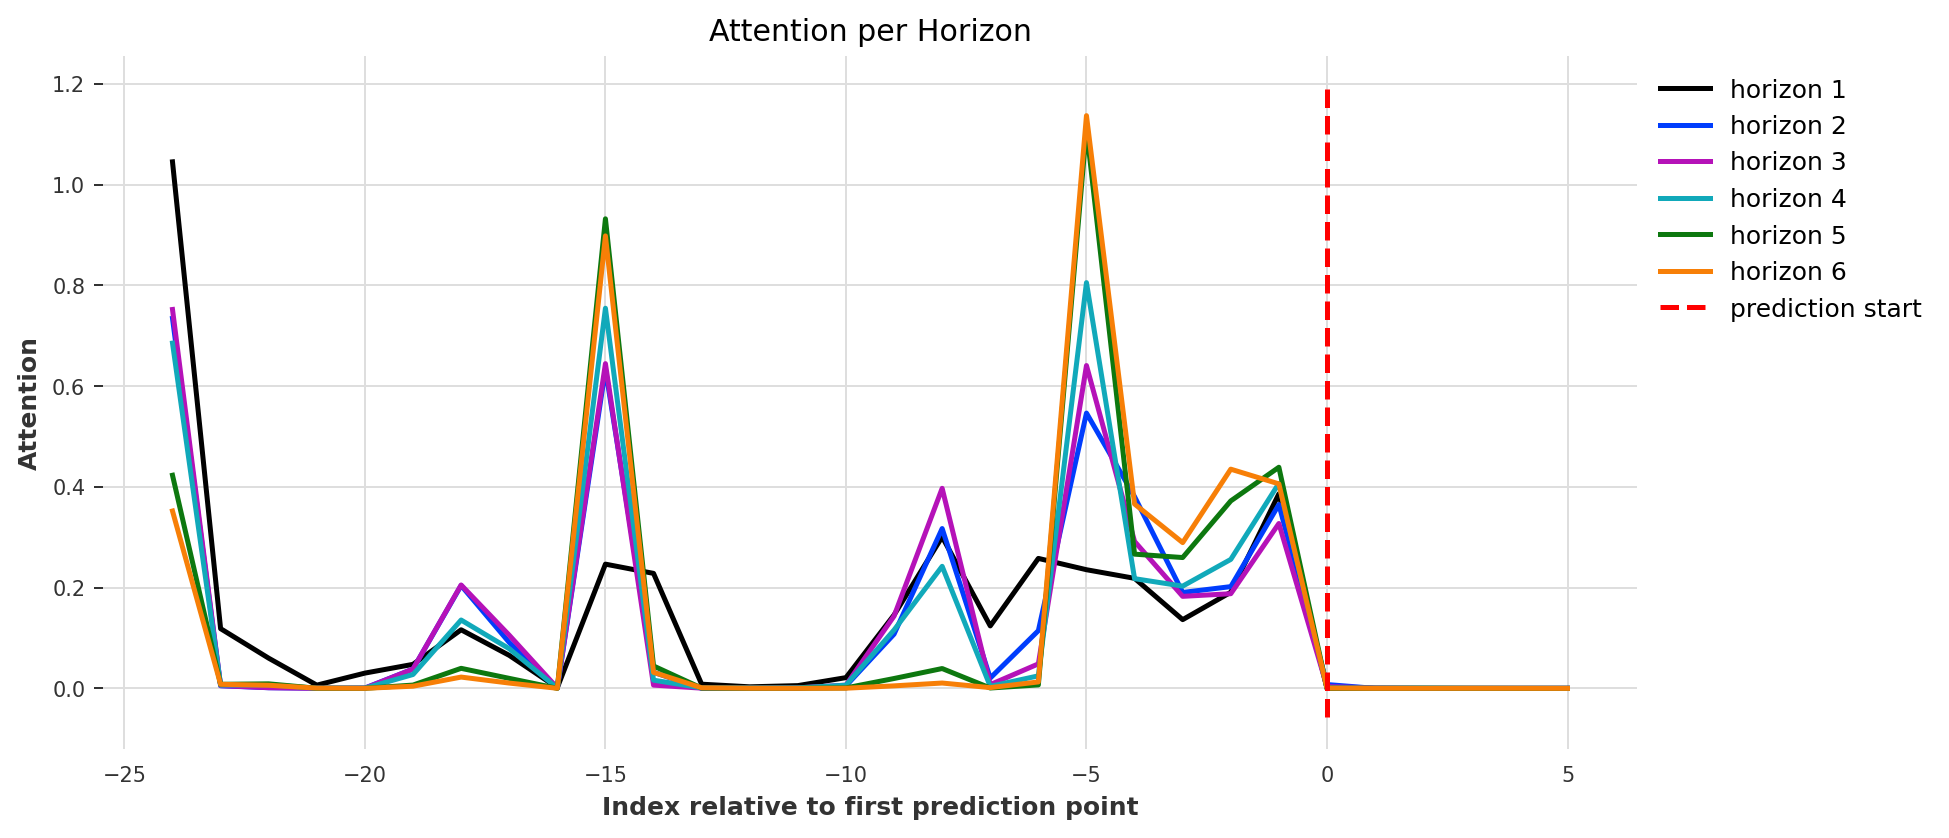 Attention per Horizon
1.2
1.0
0.8
0.6
0.4
0.2
0.0
Attention
−25
−20
−15
−10
−5
0
5
Index relative to first prediction point
horizon 1
horizon 2
horizon 3
horizon 4
horizon 5
horizon 6
prediction start